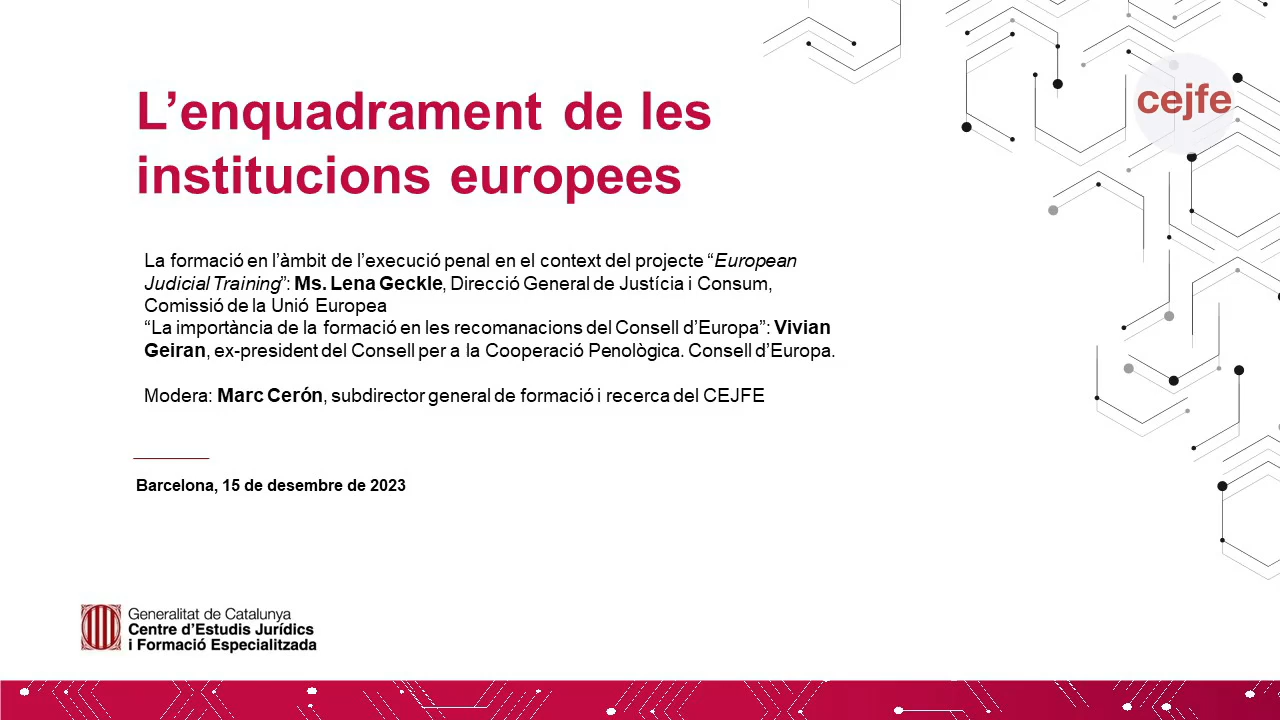 cejfe
L’enquadrament de les
institucions europees
La formació en l’àmbit de l’execució penal en el context del projecte “European
Judicial Training”: Ms. Lena Geckle, Direcció General de Justícia i Consum,
Comissió de la Unió Europea
“La importància de la formació en les recomanacions del Consell d’Europa”: Vivian
Geiran, ex-president del Consell per a la Cooperació Penològica. Consell d’Europa.
Modera: Marc Cerón, subdirector general de formació i recerca del CEJFE
Barcelona, 15 de desembre de 2023
Generalitat de Catalunya
Centre d’Estudis Jurídics
i Formació Especialitzada